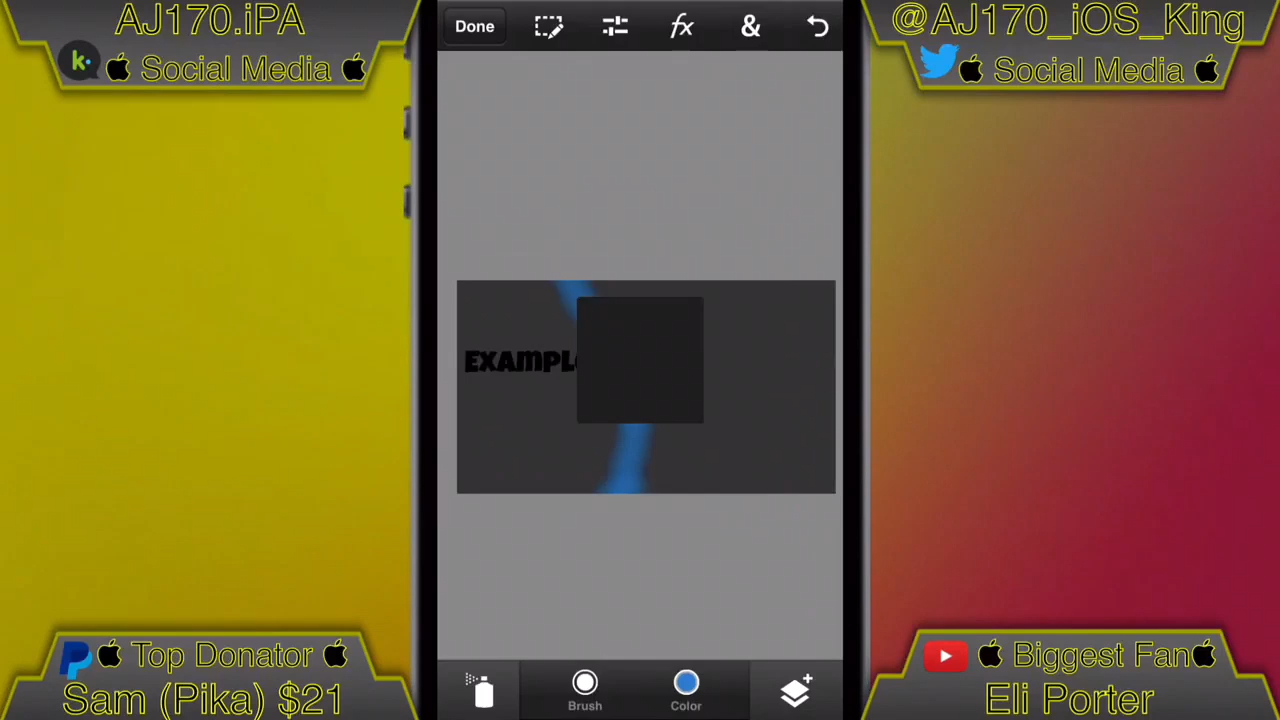 AJ170.iPA
Social Media
Done
fx
&
@AJ170_iOS_King
Social Media
k
Example
Top Donator
Sam (Pika) $21
Brush
Color
Biggest Fan
Eli Porter